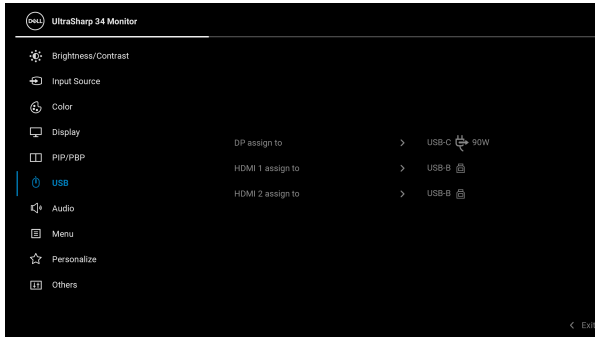 DELL UltraSharp 34 Monitor
Brightness/Contrast
Input Source
Color
Display
DP assign to > USB-C 90W
PIP/PBP
HDMI 1 assign to > USB-B
USB
HDMI 2 assign to > USB-B
Audio
Menu
Personalize
Others
< Exit